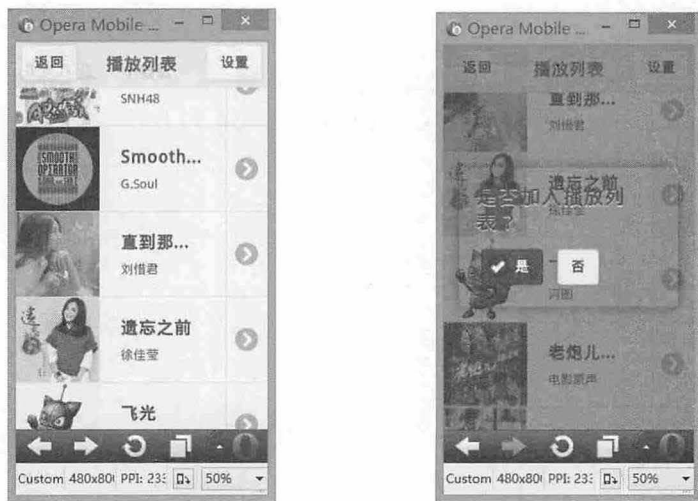 Opera Mobile ...
返回 播放列表 设置
SNH48
SMOOTH
OPERATOR
Smooth...
G.Soul
直到那...
刘惜君
遗忘之前
徐佳莹
飞光
Custom 480x80 PPI: 23 50%
Opera Mobile ...
返回 播放列表 设置
直到那...
刘惜君
遗忘之前
徐佳莹
是否加入播放列
表?
是 否
河图
老炮儿...
电影原声
Custom 480x80 PPI: 23 50%